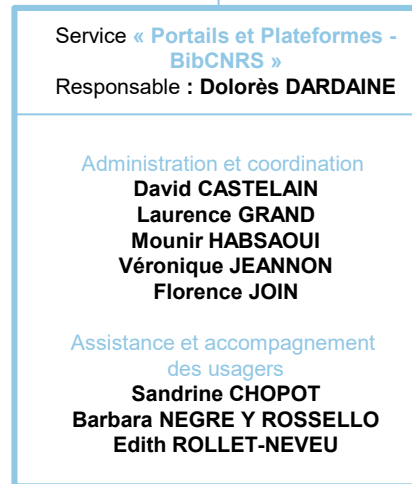 Service « Portails et Plateformes -
BibCNRS »
Responsable : Dolorès DARDAINE
Administration et coordination
David CASTELAIN
Laurence GRAND
Mounir HABSAOUI
Véronique JEANNON
Florence JOIN
Assistance et accompagnement
des usagers
Sandrine CHOPOT
Barbara NEGRE Y ROSSELLO
Edith ROLLET-NEVEU